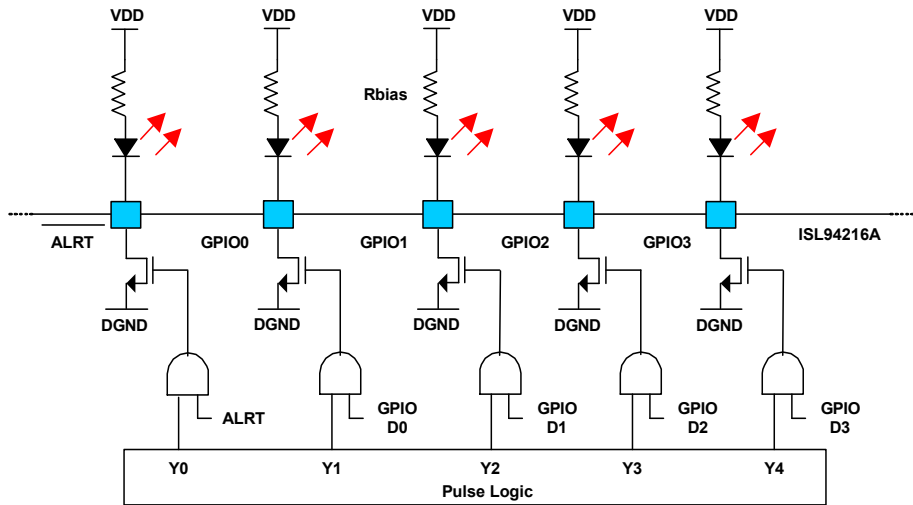 VDD VDD VDD VDD VDD
Rbias
ALRT GPIO0 GPIO1 GPIO2 GPIO3 ISL94216A
DGND DGND DGND DGND DGND
ALRT GPIO GPIO GPIO GPIO
D0 D1 D2 D3
Y0 Y1 Y2 Y3 Y4
Pulse Logic